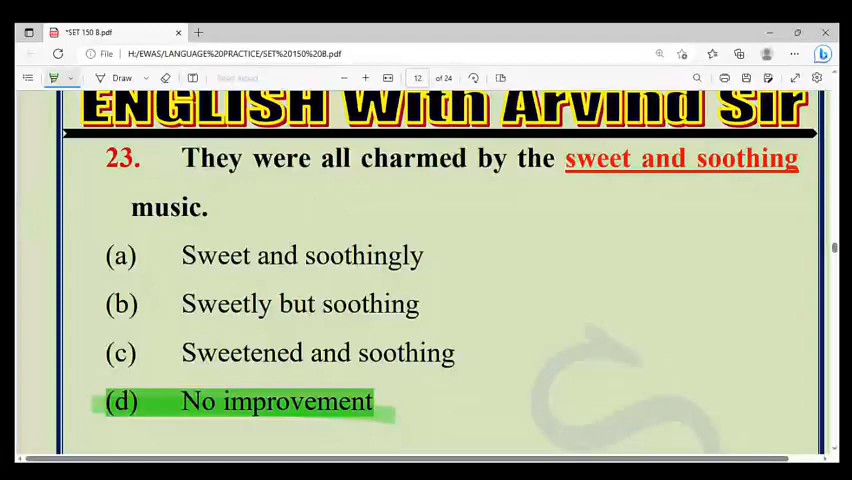 *SET 150 B.pdf
File
H:/EWAS/LANGUAGE%20PRACTICE/SET%20150%20B.pdf
Draw
Read aloud
12
of 24
ENGLISH With Arvind Sir
23. They were all charmed by the sweet and soothing
music.
(a) Sweet and soothingly
(b) Sweetly but soothing
(c) Sweetened and soothing
(d) No improvement